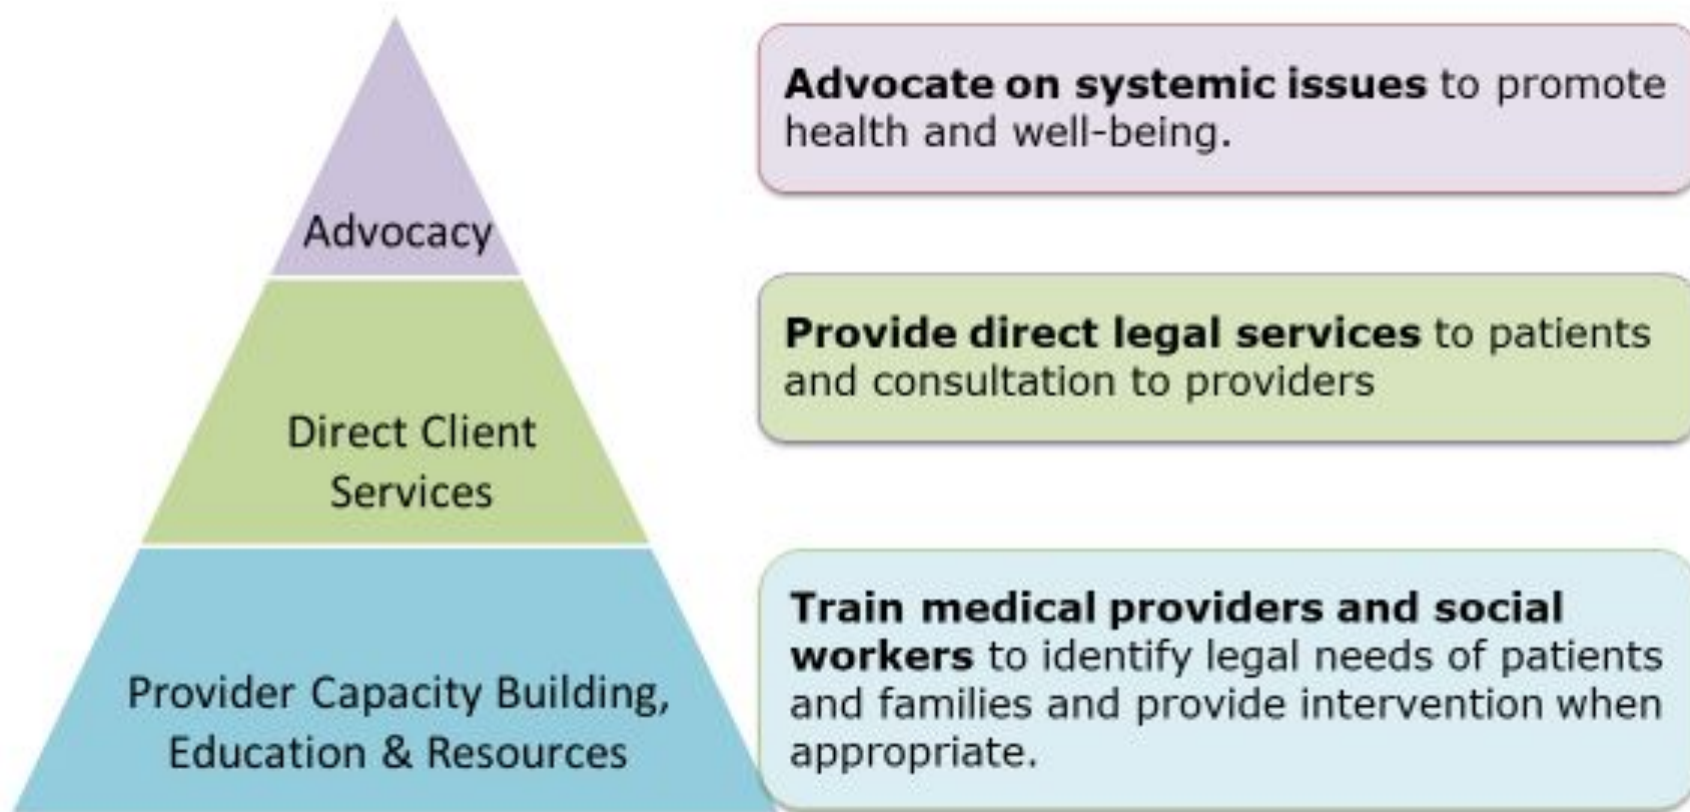 Advocacy
Advocate on systemic issues to promote
health and well-being.
Direct Client
Services
Provide direct legal services to patients
and consultation to providers
Provider Capacity Building,
Education & Resources
Train medical providers and social
workers to identify legal needs of patients
and families and provide intervention when
appropriate.